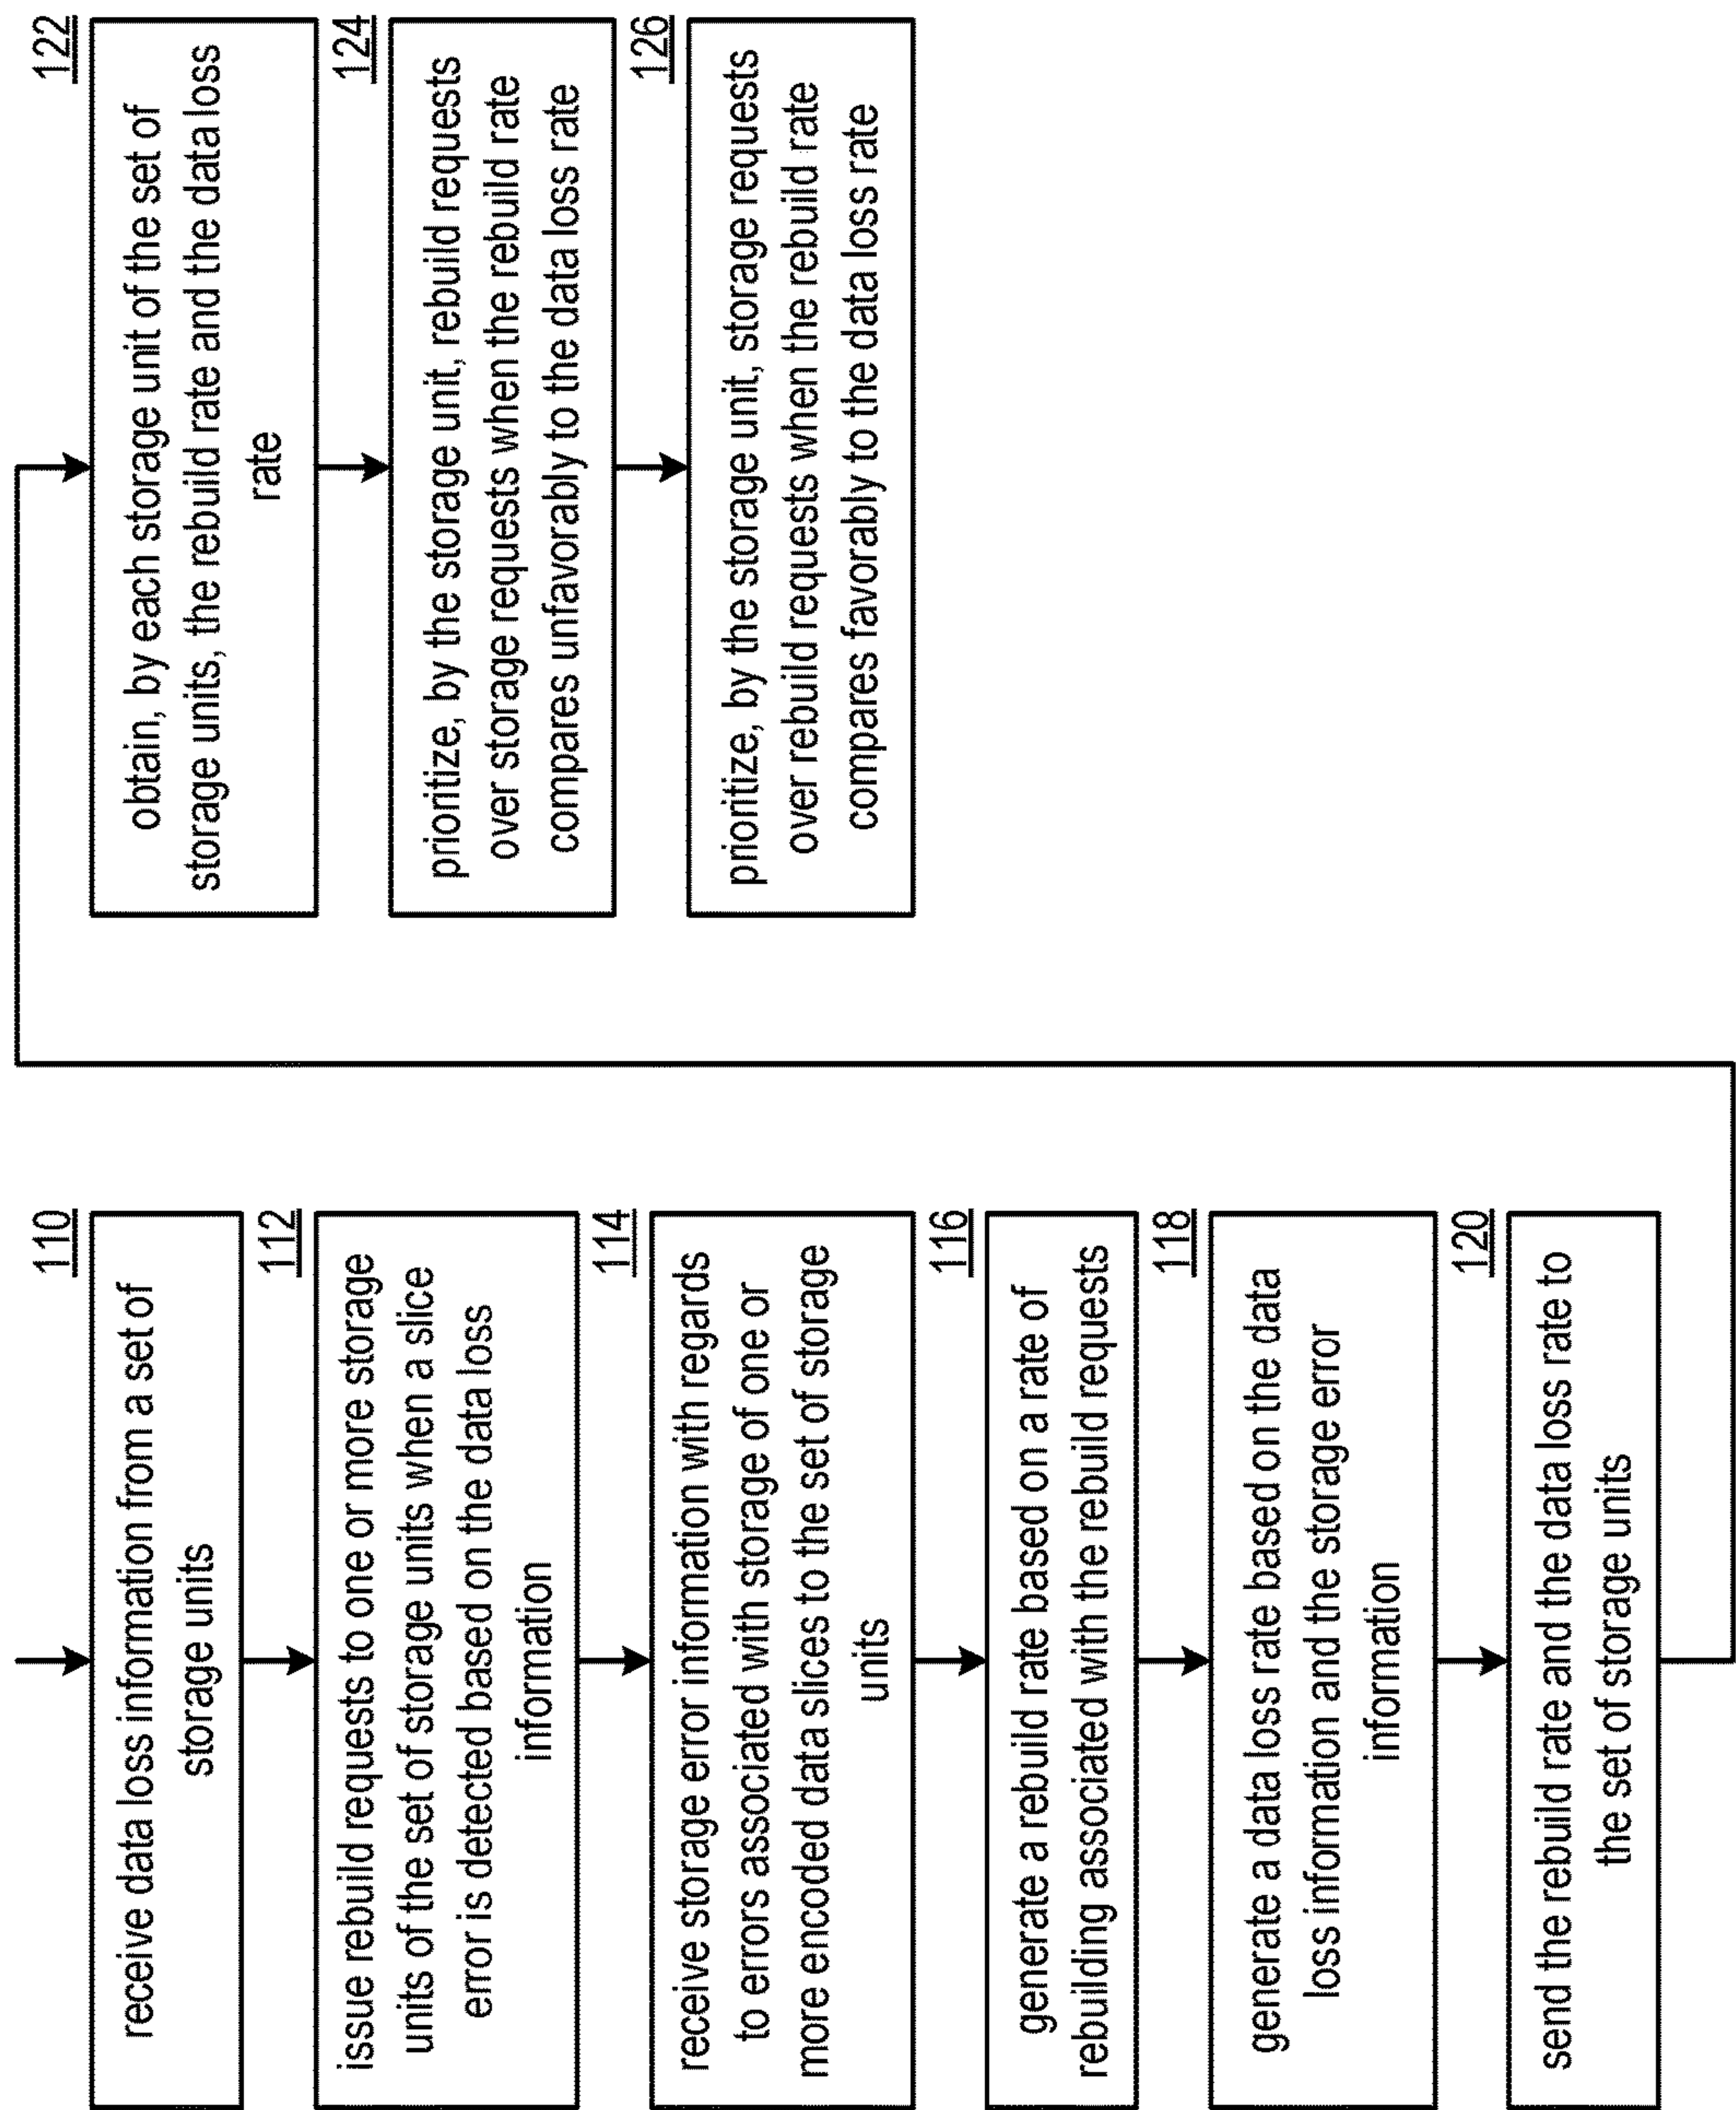 110
receive data loss information from a set of
storage units
112
issue rebuild requests to one or more storage
units of the set of storage units when a slice
error is detected based on the data loss
information
114
receive storage error information with regards
to errors associated with storage of one or
more encoded data slices to the set of storage
units
116
generate a rebuild rate based on a rate of
rebuilding associated with the rebuild requests
118
generate a data loss rate based on the data
loss information and the storage error
information
120
send the rebuild rate and the data loss rate to
the set of storage units
122
obtain, by each storage unit of the set of
storage units, the rebuild rate and the data loss
rate
124
prioritize, by the storage unit, rebuild requests
over storage requests when the rebuild rate
compares unfavorably to the data loss rate
126
prioritize, by the storage unit, storage requests
over rebuild requests when the rebuild rate
compares favorably to the data loss rate